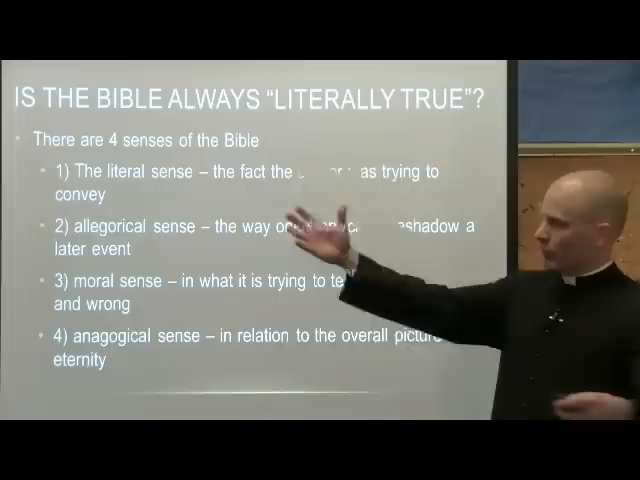 IS THE BIBLE ALWAYS "LITERALLY TRUE"?
• There are 4 senses of the Bible
• 1) The literal sense – the fact the as trying to
convey
• 2) allegorical sense – the way eshadow a
later event
• 3) moral sense – in what it is trying to
and wrong
• 4) anagogical sense – in relation to the overall picture
eternity